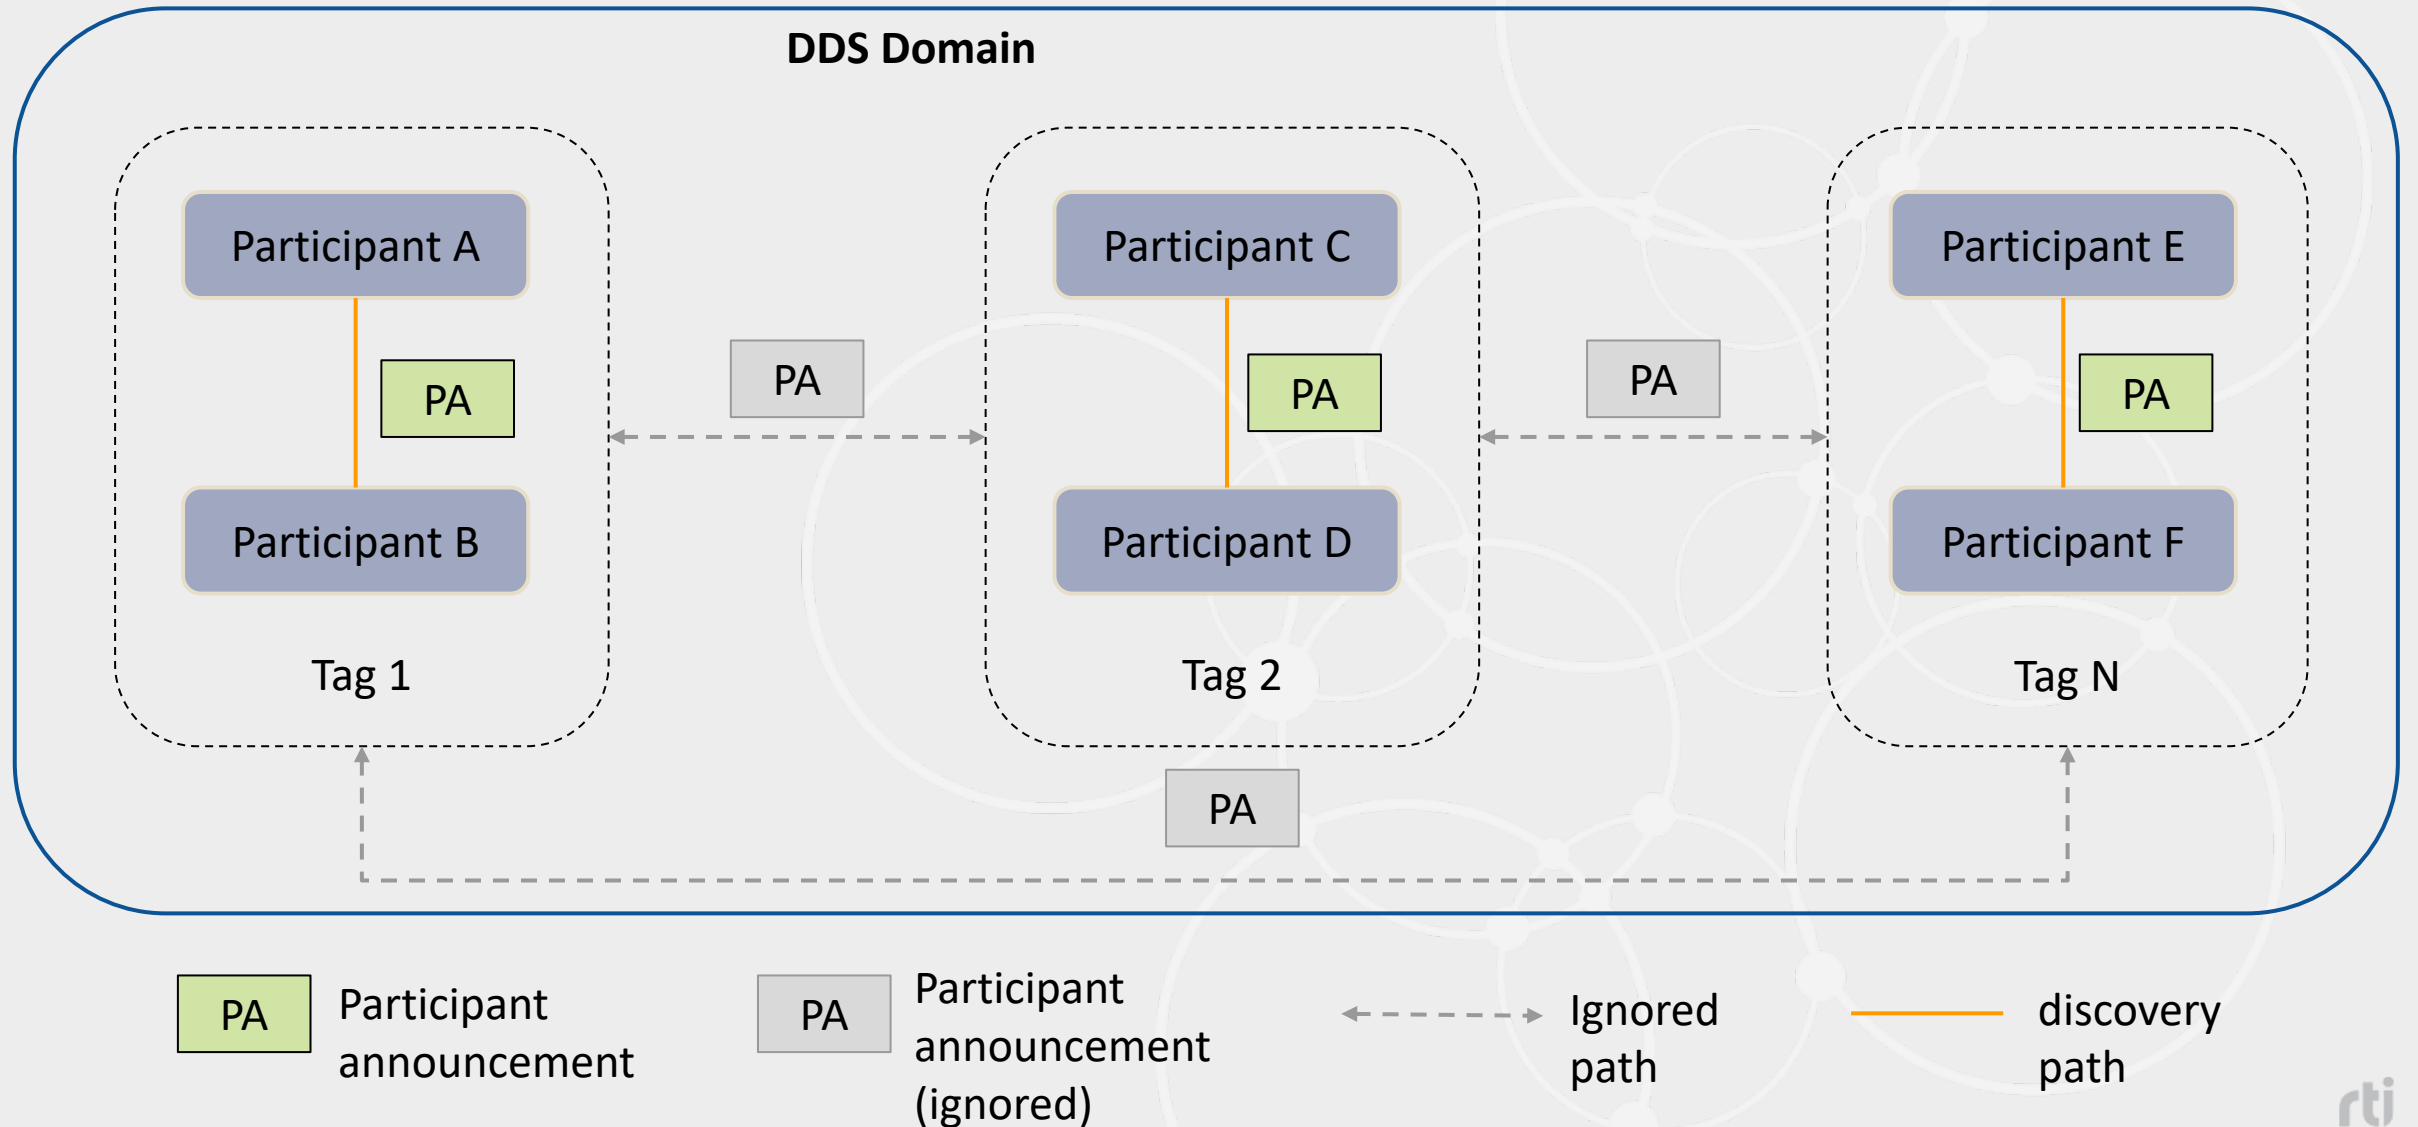 DDS Domain
Participant A
Participant C
Participant E
PA
PA
PA
PA
PA
Participant B
Participant D
Participant F
Tag 1
Tag 2
Tag N
PA
PA
Participant
announcement
PA
Participant
announcement
(ignored)
Ignored
path
discovery
path
rti